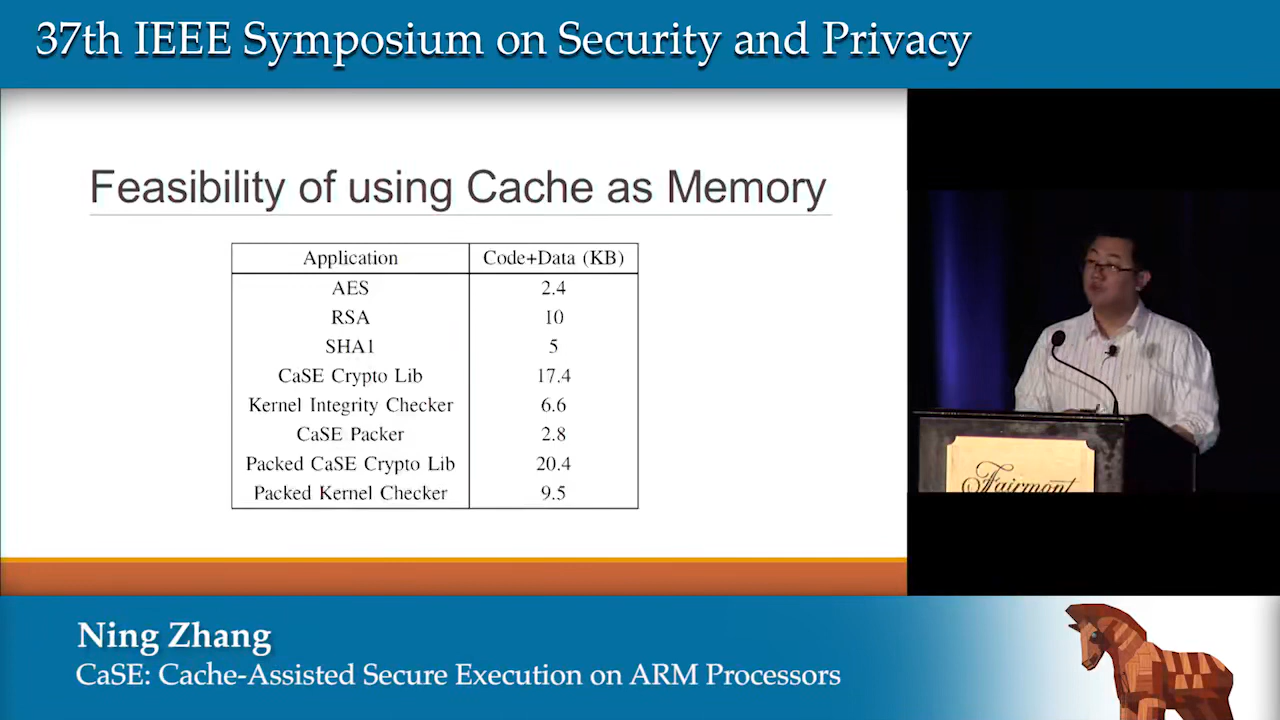 37th IEEE Symposium on Security and Privacy
Feasibility of using Cache as Memory
Application Code+Data (KB)
AES 2.4
RSA 10
SHA1 5
CaSE Crypto Lib 17.4
Kernel Integrity Checker 6.6
CaSE Packer 2.8
Packed CaSE Crypto Lib 20.4
Packed Kernel Checker 9.5
Fairmont
Ning Zhang
CaSE: Cache-Assisted Secure Execution on ARM Processors